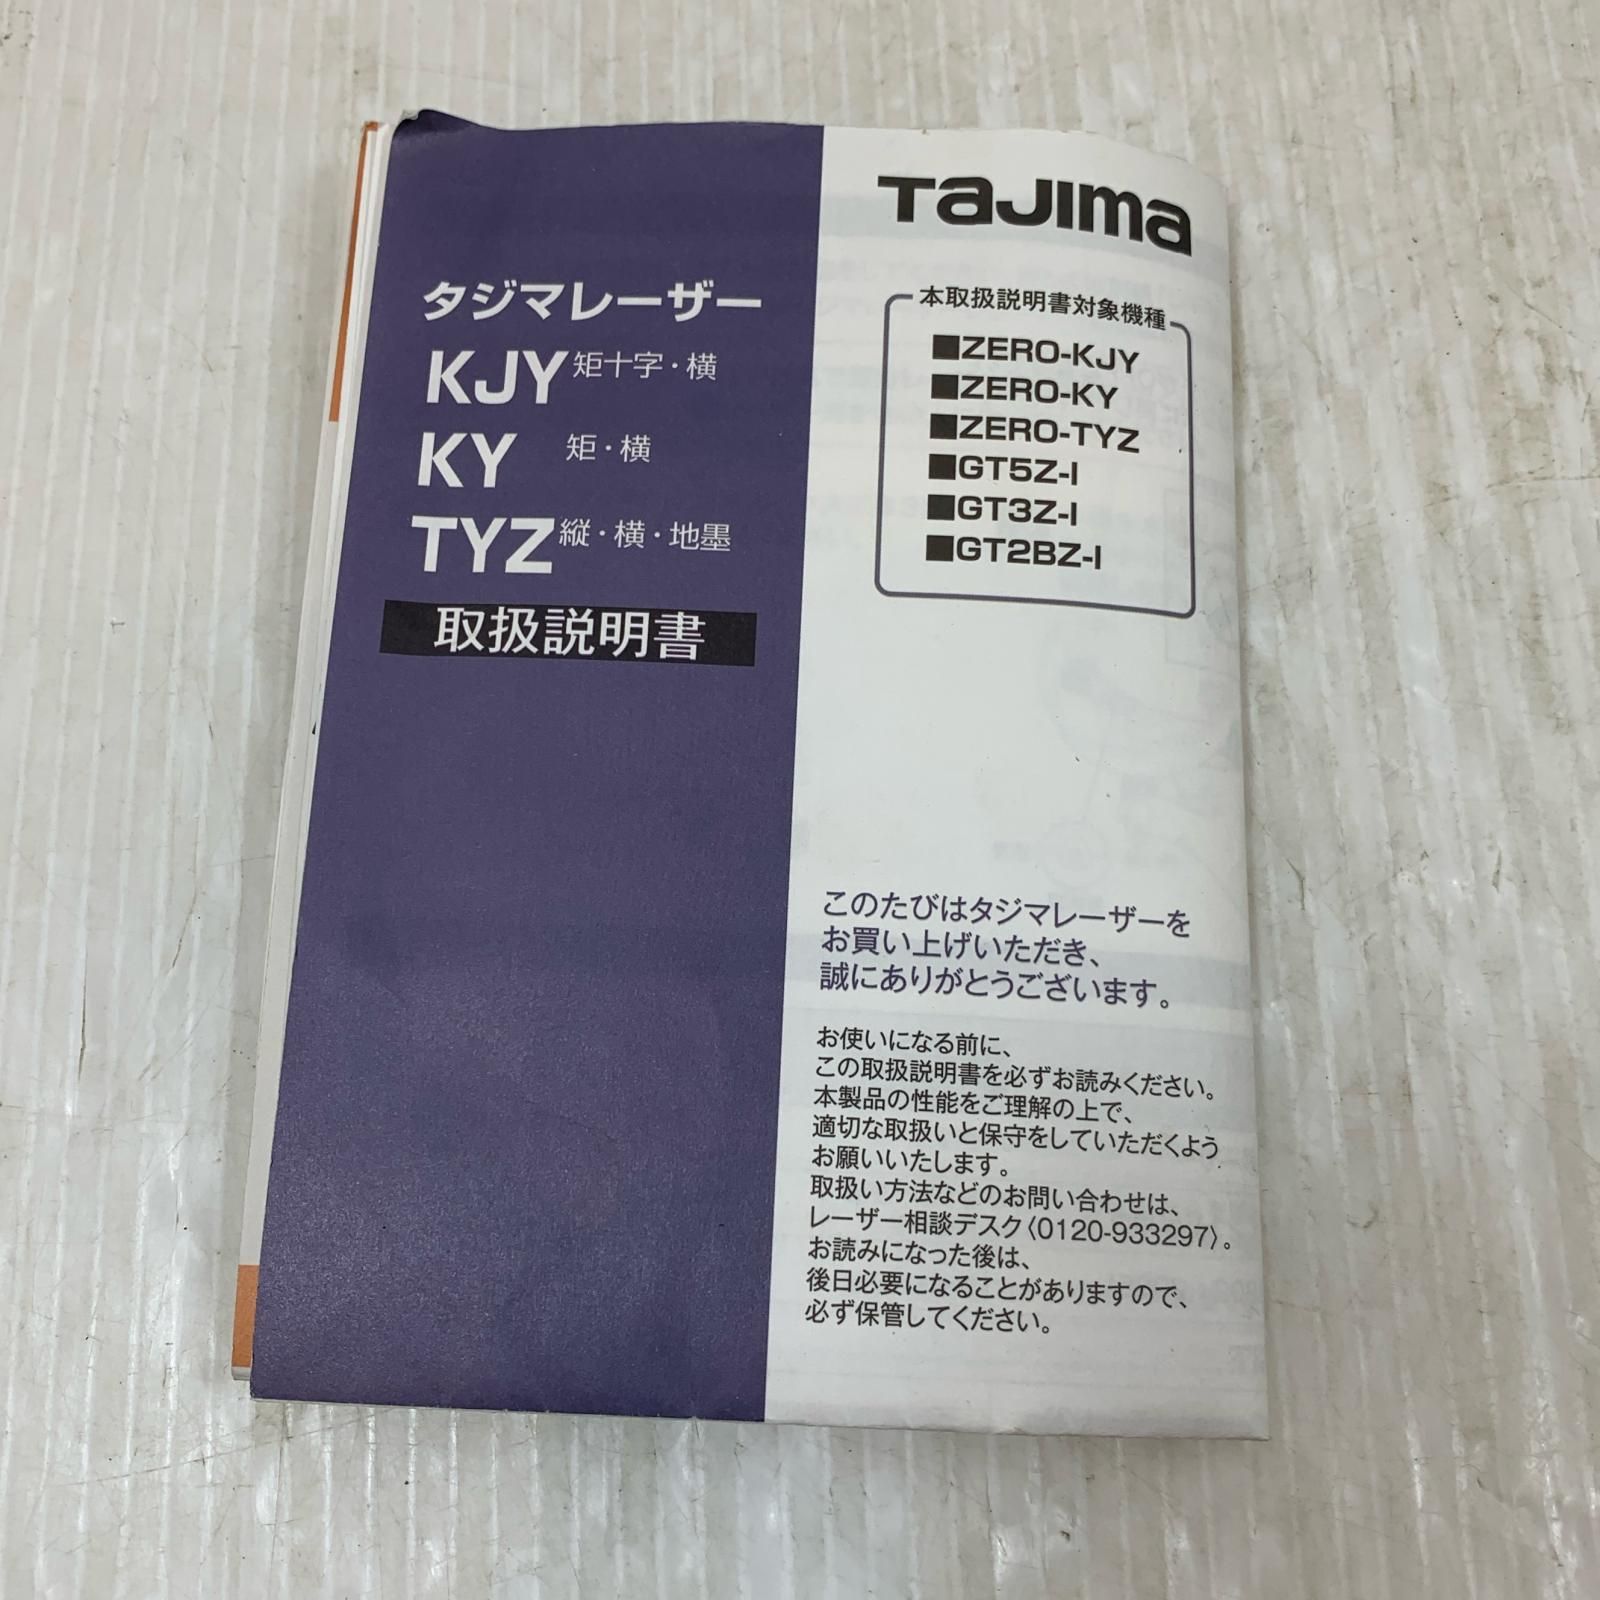 タジマレーザー
KJY 矩十字・横
KY 矩・横
TYZ 縦・横・地墨
取扱説明書
TaJIma
本取扱説明書対象機種
■ZERO-KJY
■ZERO-KY
■ZERO-TYZ
■GT5Z-I
■GT3Z-I
■GT2BZ-I
このたびはタジマレーザーを
お買い上げいただき、
誠にありがとうございます。
お使いになる前に、
この取扱説明書を必ずお読みください。
本製品の性能をご理解の上で、
適切な取扱いと保守をしていただくよう
お願いいたします。
取扱い方法などのお問い合わせは、
レーザー相談デスク〈0120-933297〉。
お読みになった後は、
後日必要になることがありますので、
必ず保管してください。